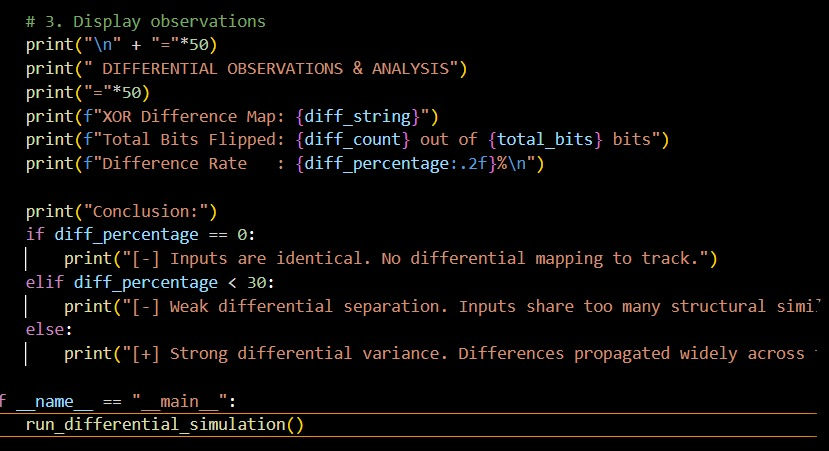 # 3. Display observations
print("\n" + "="*50)
print(" DIFFERENTIAL OBSERVATIONS & ANALYSIS")
print("="*50)
print(f"XOR Difference Map: {diff_string}")
print(f"Total Bits Flipped: {diff_count} out of {total_bits} bits")
print(f"Difference Rate   : {diff_percentage:.2f}%\n")

print("Conclusion:")
if diff_percentage == 0:
    print("[-] Inputs are identical. No differential mapping to track.")
elif diff_percentage < 30:
    print("[-] Weak differential separation. Inputs share too many structural
else:
    print("[+] Strong differential variance. Differences propagated widely across

f __name__ == "__main__":
run_differential_simulation()